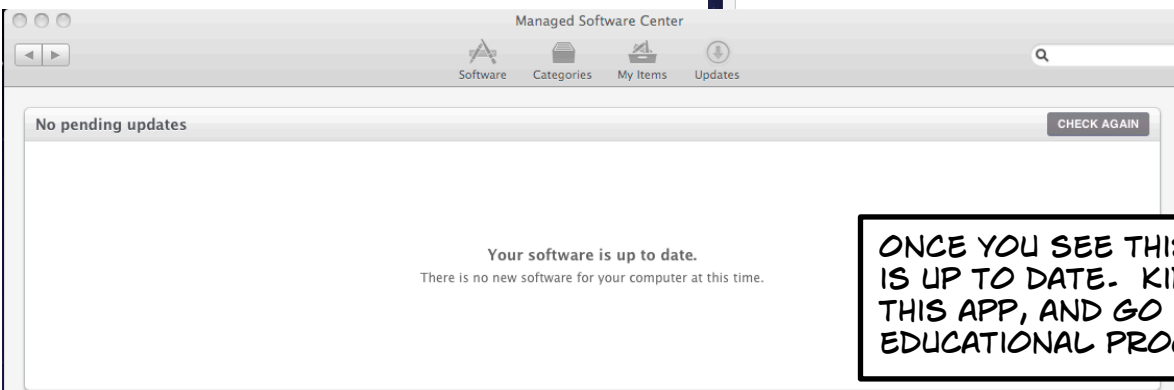 Managed Software Center
Software Categories My Items Updates
No pending updates
CHECK AGAIN
Your software is up to date.
There is no new software for your computer at this time.
ONCE YOU SEE THIS
IS UP TO DATE. 
THIS APP, AND GO
EDUCATIONAL